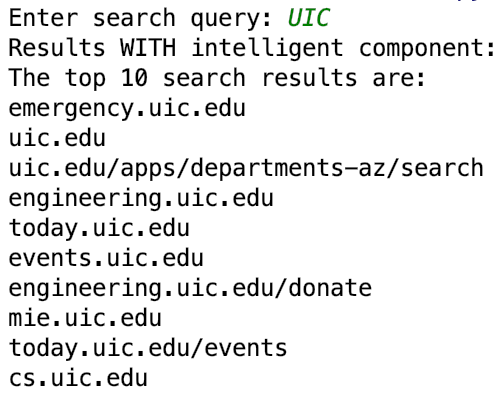 Enter search query: UIC
Results WITH intelligent component:
The top 10 search results are:
emergency.uic.edu
uic.edu
uic.edu/apps/departments-az/search
engineering.uic.edu
today.uic.edu
events.uic.edu
engineering.uic.edu/donate
mie.uic.edu
today.uic.edu/events
cs.uic.edu